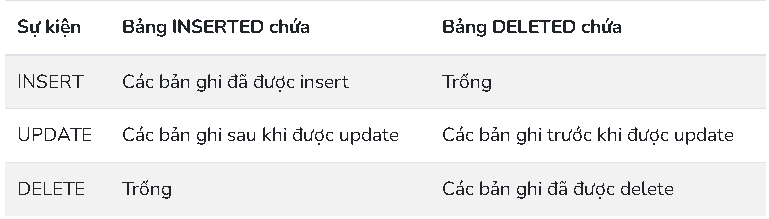 Sự kiện Bảng INSERTED chứa Bảng DELETED chứa
INSERT Các bản ghi đã được insert Trống
UPDATE Các bản ghi sau khi được update Các bản ghi trước khi được update
DELETE Trống Các bản ghi đã được delete